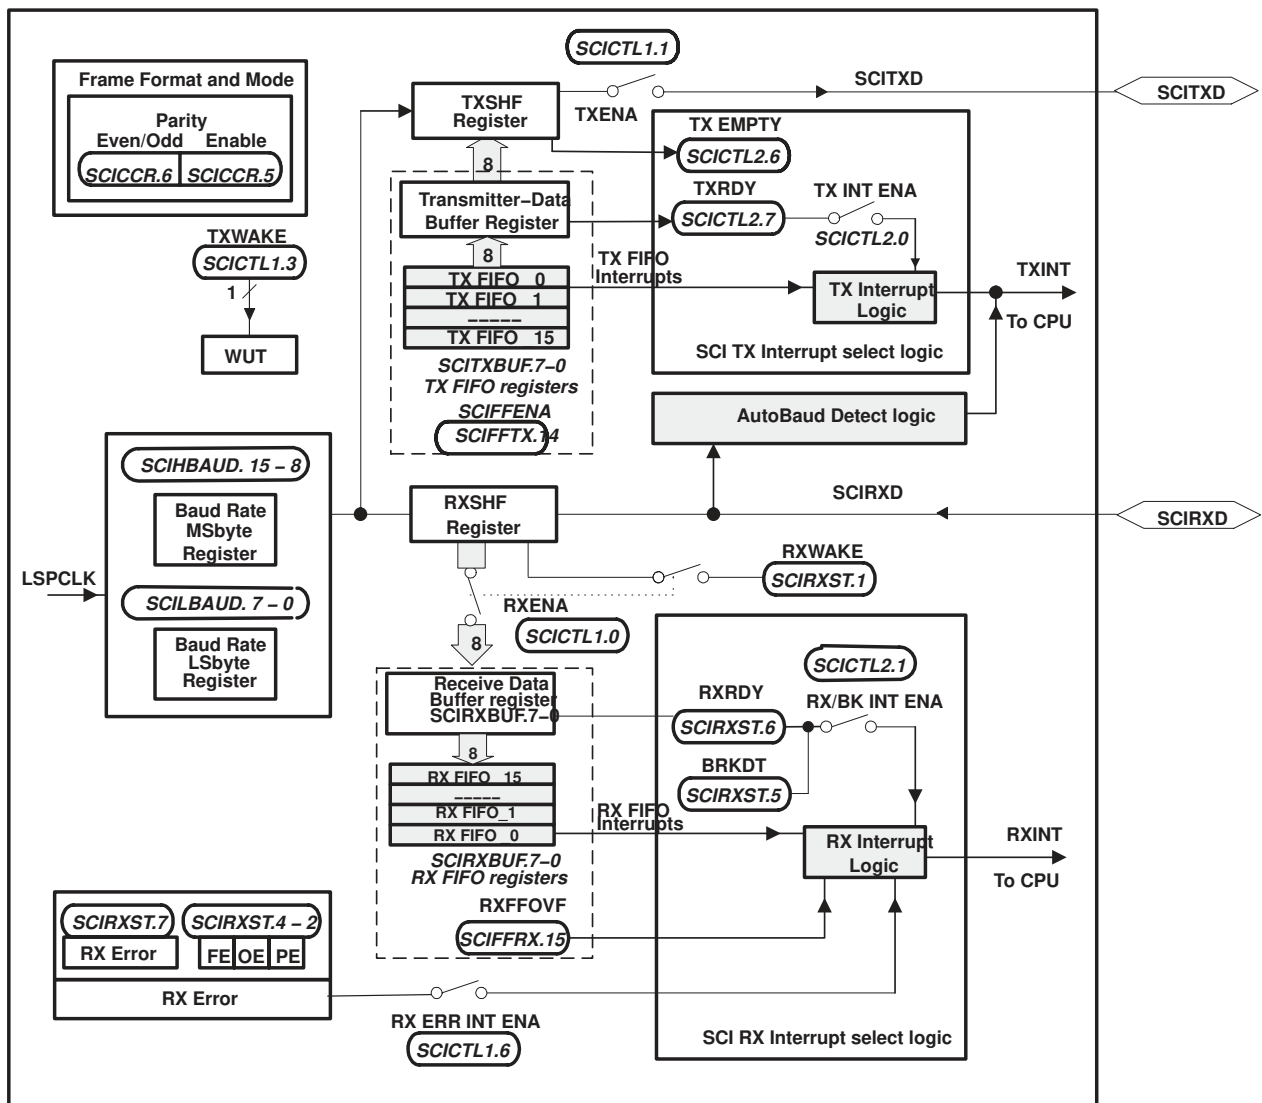 SCICTL1.1
Frame Format and Mode
Parity
Even/Odd Enable
SCICCR.6 SCICCR.5
TXSHF
Register
TXENA
SCITXD
SCITXD
TX EMPTY
SCICTL2.6
8
Transmitter-Data
Buffer Register
TXRDY
SCICTL2.7
TX INT ENA
SCICTL2.0
TXWAKE
SCICTL1.3
1
WUT
8
TX FIFO _0
TX FIFO _1
-----
TX FIFO _15
TX FIFO
Interrupts
TX Interrupt
Logic
TXINT
To CPU
SCI TX Interrupt select logic
SCITXBUF.7-0
TX FIFO registers
SCIFFENA
SCIFFTX.14
AutoBaud Detect logic
SCIHBAUD. 15 - 8
Baud Rate
MSbyte
Register
LSPCLK
SCILBAUD. 7 - 0
Baud Rate
LSbyte
Register
RXSHF
Register
SCIRXD
SCIRXD
RXWAKE
SCIRXST.1
RXENA
SCICTL1.0
8
Receive Data
Buffer register
SCIRXBUF.7-0
8
SCICTL2.1
RXRDY
SCIRXST.6
RX/BK INT ENA
BRKDT
SCIRXST.5
RX FIFO _15
-----
RX FIFO_1
RX FIFO _0
RX FIFO
Interrupts
RX Interrupt
Logic
RXINT
To CPU
SCIRXBUF.7-0
RX FIFO registers
RXFFOVF
SCIFFRX.15
SCIRXST.7 SCIRXST.4 - 2
RX Error FE OE PE
RX Error
RX ERR INT ENA
SCICTL1.6
SCI RX Interrupt select logic